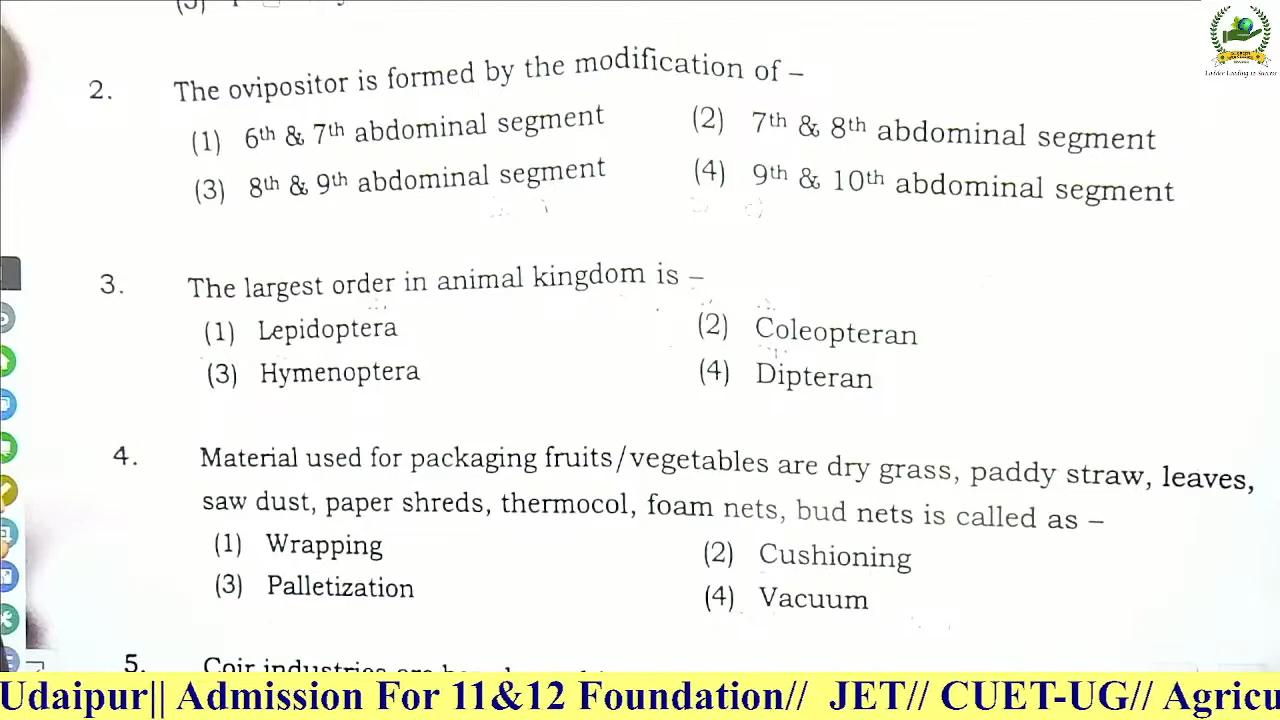 (3)
2. The ovipositor is formed by the modification of –
(1) 6th & 7th abdominal segment (2) 7th & 8th abdominal segment
(3) 8th & 9th abdominal segment (4) 9th & 10th abdominal segment
3. The largest order in animal kingdom is –
(1) Lepidoptera (2) Coleopteran
(3) Hymenoptera (4) Dipteran
4. Material used for packaging fruits/vegetables are dry grass, paddy straw, leaves,
saw dust, paper shreds, thermocol, foam nets, bud nets is called as –
(1) Wrapping (2) Cushioning
(3) Palletization (4) Vacuum
5. Coir industries are
Udaipur|| Admission For 11&12 Foundation// JET// CUET-UG// Agricu